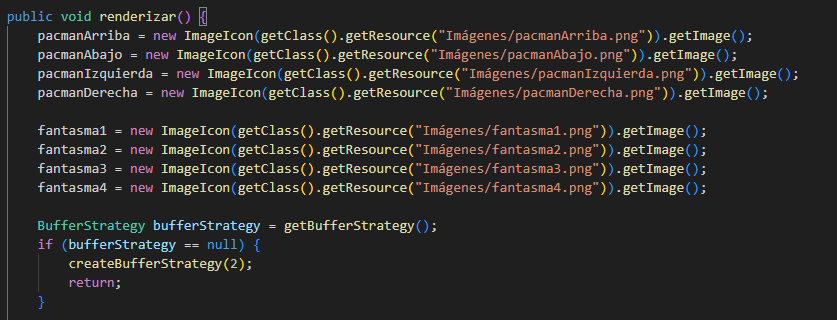 public void renderizar() {
pacmanArriba = new ImageIcon(getClass().getResource("Imágenes/pacmanArriba.png")).getImage();
pacmanAbajo = new ImageIcon(getClass().getResource("Imágenes/pacmanAbajo.png")).getImage();
pacmanIzquierda = new ImageIcon(getClass().getResource("Imágenes/pacmanIzquierda.png")).getImage();
pacmanDerecha = new ImageIcon(getClass().getResource("Imágenes/pacmanDerecha.png")).getImage();
fantasma1 = new ImageIcon(getClass().getResource("Imágenes/fantasma1.png")).getImage();
fantasma2 = new ImageIcon(getClass().getResource("Imágenes/fantasma2.png")).getImage();
fantasma3 = new ImageIcon(getClass().getResource("Imágenes/fantasma3.png")).getImage();
fantasma4 = new ImageIcon(getClass().getResource("Imágenes/fantasma4.png")).getImage();
BufferStrategy bufferStrategy = getBufferStrategy();
if (bufferStrategy == null) {
createBufferStrategy(2);
return;
}